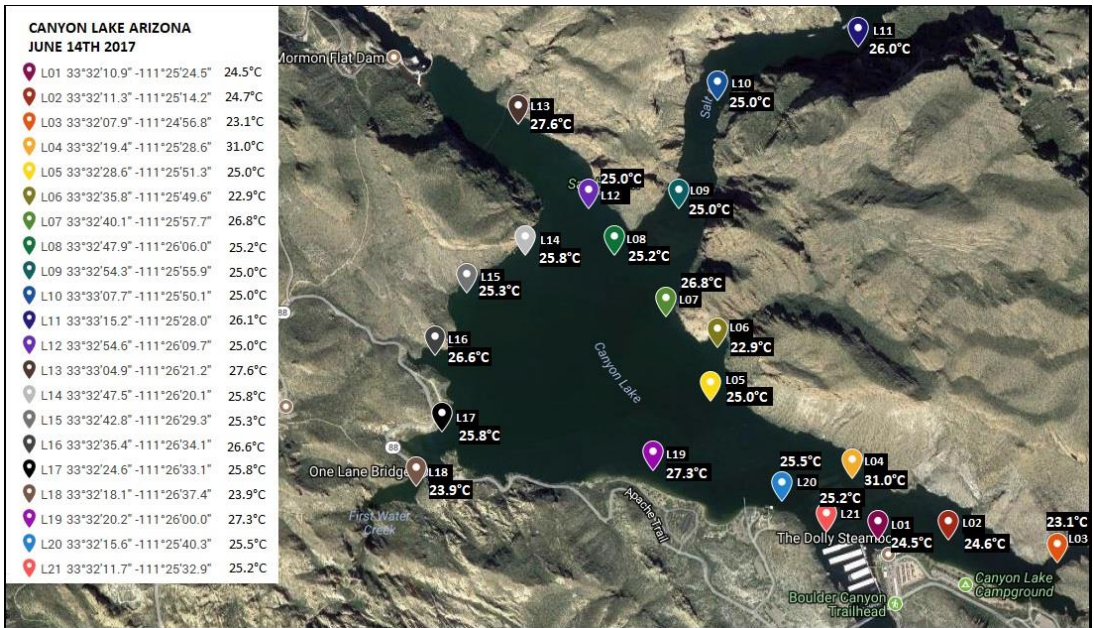 CANYON LAKE ARIZONA
JUNE 14TH 2017
L01 33°32'10.9" -111°25'24.5" 24.5°C
L02 33°32'11.3" -111°25'14.2" 24.7°C
L03 33°32'07.9" -111°24'56.8" 23.1°C
L04 33°32'19.4" -111°25'28.6" 31.0°C
L05 33°32'28.6" -111°25'51.3" 25.0°C
L06 33°32'35.8" -111°25'49.6" 22.9°C
L07 33°32'40.1" -111°25'57.7" 26.8°C
L08 33°32'47.9" -111°26'06.0" 25.2°C
L09 33°32'54.3" -111°25'55.9" 25.0°C
L10 33°33'07.7" -111°25'50.1" 25.0°C
L11 33°33'15.2" -111°25'28.0" 26.1°C
L12 33°32'54.6" -111°26'09.7" 25.0°C
L13 33°33'04.9" -111°26'21.2" 27.6°C
L14 33°32'47.5" -111°26'20.1" 25.8°C
L15 33°32'42.8" -111°26'29.3" 25.3°C
L16 33°32'35.4" -111°26'34.1" 26.6°C
L17 33°32'24.6" -111°26'33.1" 25.8°C
L18 33°32'18.1" -111°26'37.4" 23.9°C
L19 33°32'20.2" -111°26'00.0" 27.3°C
L20 33°32'15.6" -111°25'40.3" 25.5°C
L21 33°32'11.7" -111°25'32.9" 25.2°C
L11
26.0°C
Mormon Flat Dam
L10
25.0°C
Salt
L13
27.6°C
25.0°C
L12
L09
25.0°C
L14
25.8°C
L08
25.2°C
L15
25.3°C
26.8°C
L07
88
L16
26.6°C
L06
22.9°C
Canyon Lake
L05
25.0°C
L17
25.8°C
88
One Lane Bridge
L18
23.9°C
L19
27.3°C
25.5°C
L20
L04
31.0°C
Apache Trail
First Water
Creek
25.2°C
L21
L01
24.5°C
L02
24.6°C
23.1°C
L03
The Dolly Steamboa
Canyon Lake
Campground
Boulder Canyon
Trailhead